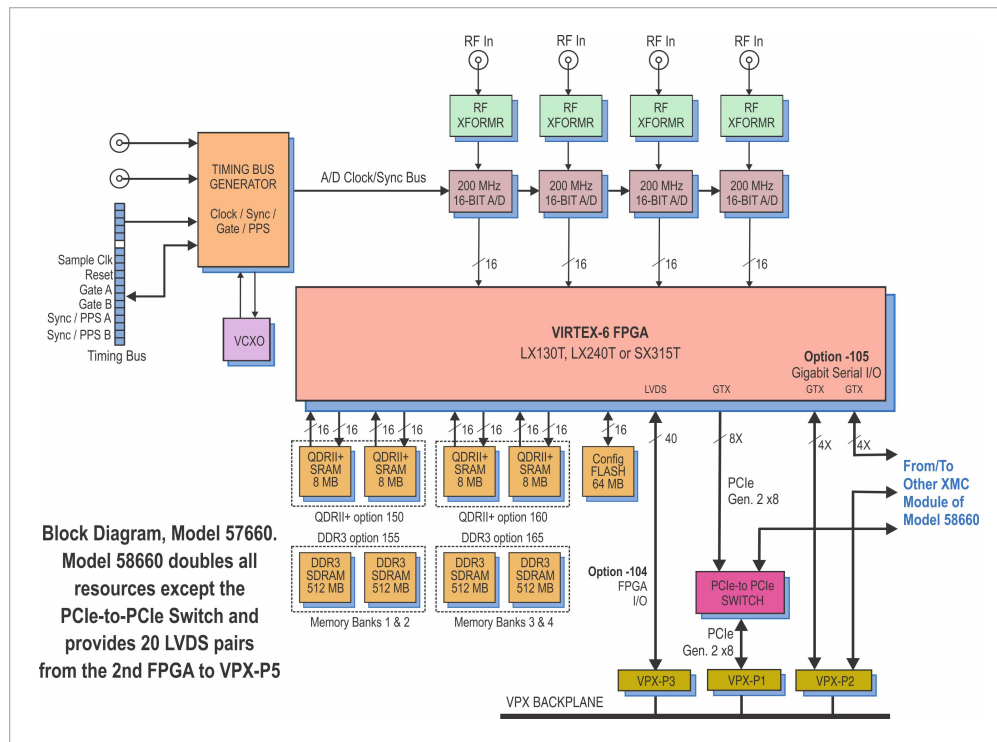 RF In
RF In
RF In
RF In
RF
XFORMR
RF
XFORMR
RF
XFORMR
RF
XFORMR
TIMING BUS
GENERATOR
Clock / Sync /
Gate / PPS
A/D Clock/Sync Bus
200 MHz
16-BIT A/D
200 MHz
16-BIT A/D
200 MHz
16-BIT A/D
200 MHz
16-BIT A/D
Sample Clk
Reset
Gate A
Gate B
Sync / PPS A
Sync / PPS B
Timing Bus
VCXO
16
16
16
16
VIRTEX-6 FPGA
LX130T, LX240T or SX315T
Option -105
Gigabit Serial I/O
LVDS
GTX
GTX
GTX
16
16
16
16
16
16
16
16
16
40
8X
4X
4X
QDRII+
SRAM
8 MB
QDRII+
SRAM
8 MB
QDRII+
SRAM
8 MB
QDRII+
SRAM
8 MB
Config
FLASH
64 MB
QDRII+ option 150
QDRII+ option 160
DDR3 option 155
DDR3 option 165
DDR3
SDRAM
512 MB
DDR3
SDRAM
512 MB
DDR3
SDRAM
512 MB
DDR3
SDRAM
512 MB
Memory Banks 1 & 2
Memory Banks 3 & 4
PCIe
Gen. 2 x8
From/To
Other XMC
Module of
Model 58660
Option -104
FPGA
I/O
PCIe-to PCIe
SWITCH
PCIe
Gen. 2 x8
VPX-P3
VPX-P1
VPX-P2
VPX BACKPLANE
Block Diagram, Model 57660.
Model 58660 doubles all
resources except the
PCIe-to-PCIe Switch and
provides 20 LVDS pairs
from the 2nd FPGA to VPX-P5